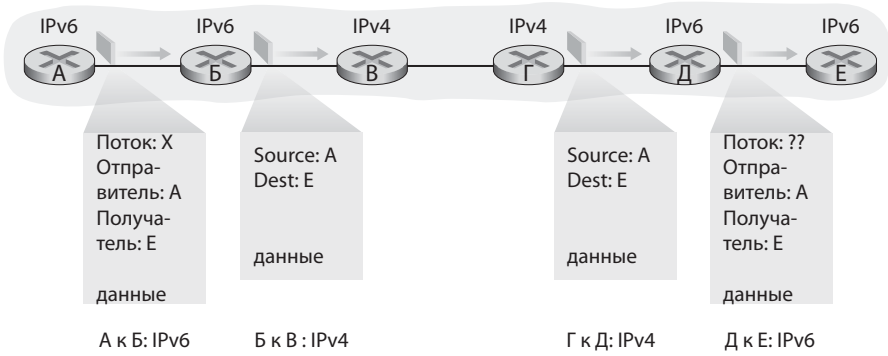 IPv6 IPv6 IPv4 IPv4 IPv6 IPv6
А Б В Г Д Е
Поток: X
Отпра-
витель: А
Получа-
тель: Е
данные
Source: A
Dest: E
данные
Source: A
Dest: E
данные
Поток: ??
Отпра-
витель: А
Получа-
тель: Е
данные
А к Б: IPv6 Б к В : IPv4 Г к Д: IPv4 Д к Е: IPv6